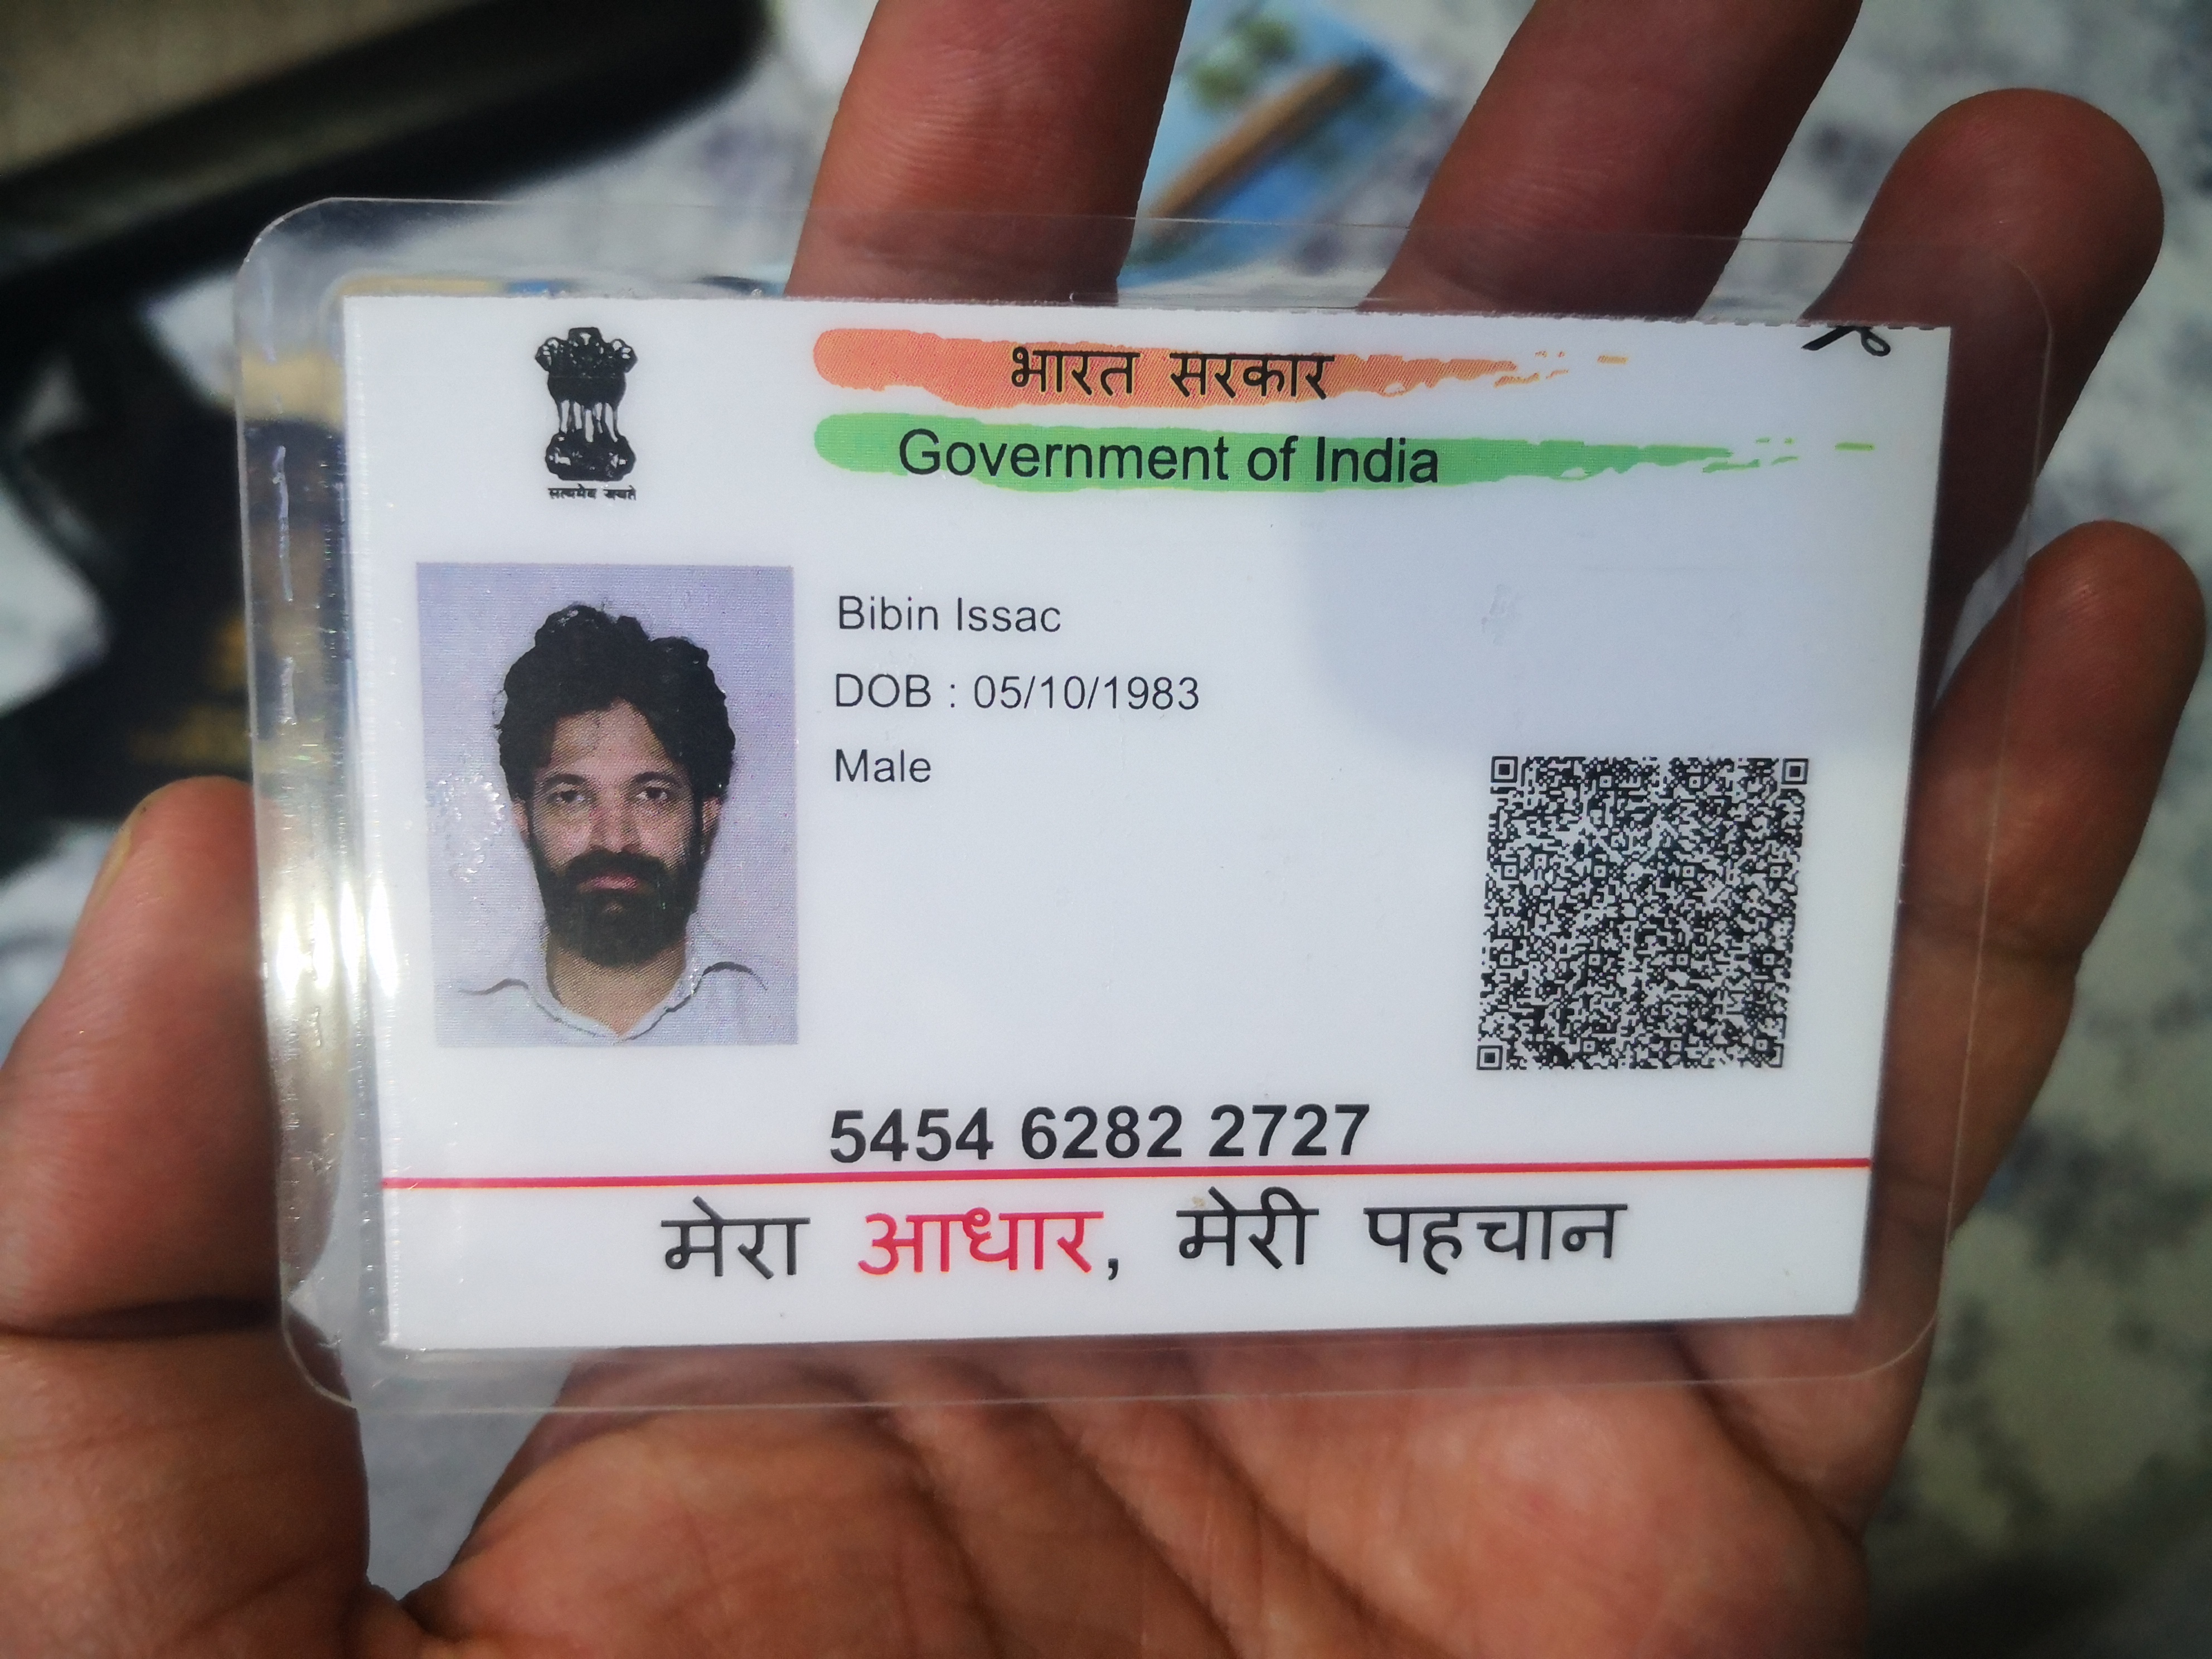 सत्यमेव जयते
भारत सरकार
Government of India
Bibin Issac
DOB : 05/10/1983
Male
5454 6282 2727
मेरा आधार, मेरी पहचान